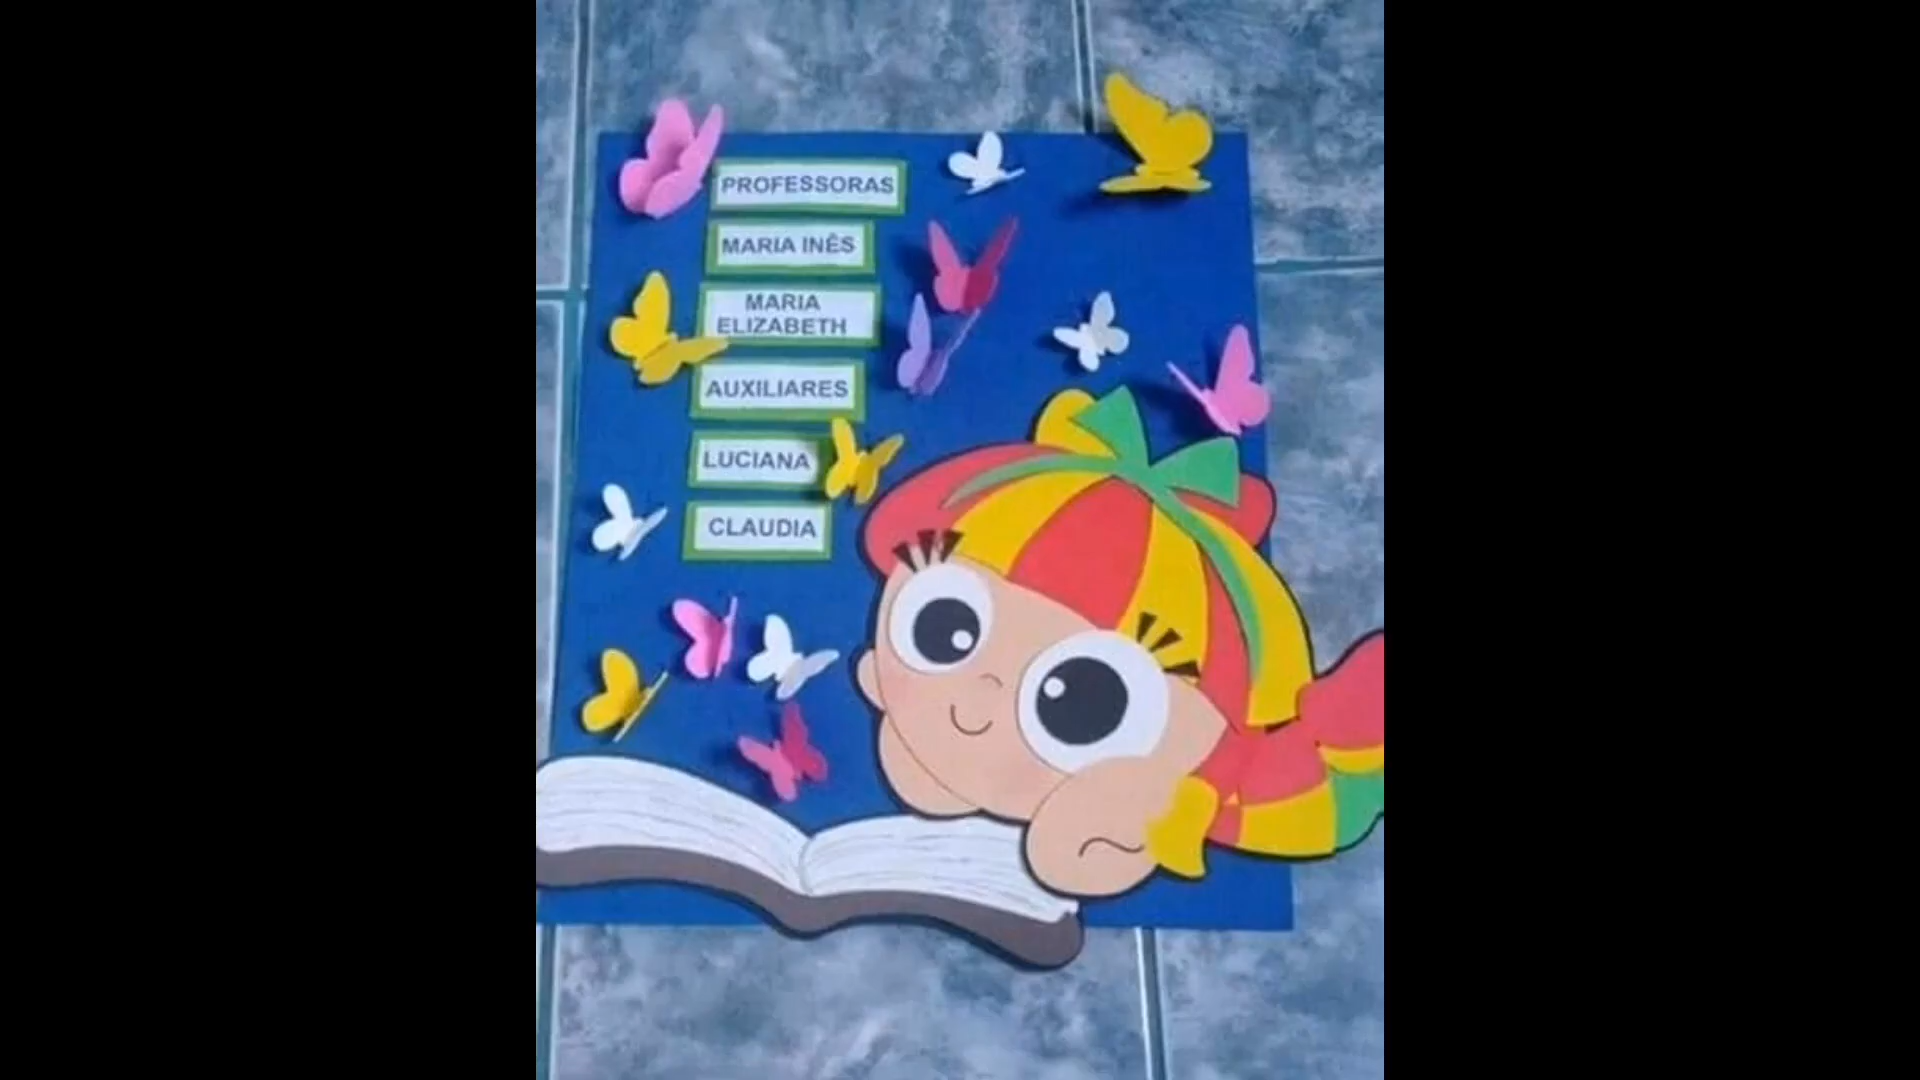 PROFESSORAS
MARIA INÊS
MARIA
ELIZABETH
AUXILIARES
LUCIANA
CLAUDIA